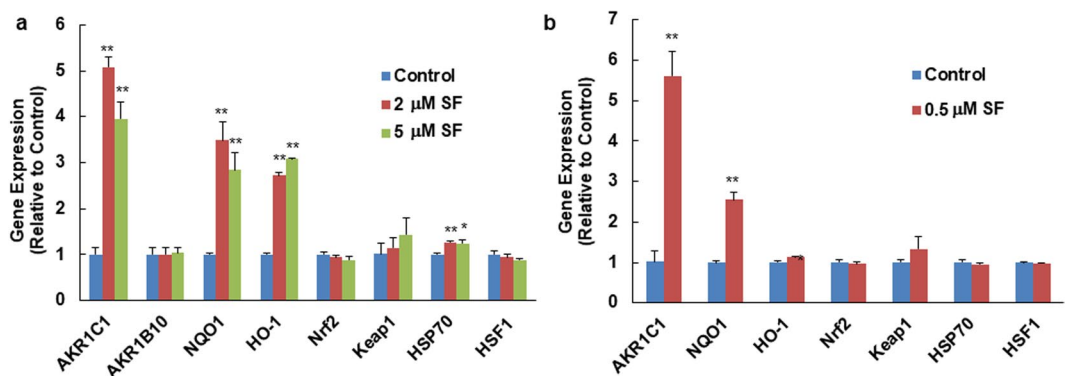 a
Gene Expression
(Relative to Control)
6
5
4
3
2
1
0
**
**
**
**
**
**
**
*
Control
2 μM SF
5 μM SF
AKR1C1
AKR1B10
NQO1
HO-1
Nrf2
Keap1
HSP70
HSF1
b
Gene Expression
(Relative to Control)
7
6
5
4
3
2
1
0
**
**
*
Control
0.5 μM SF
AKR1C1
NQO1
HO-1
Nrf2
Keap1
HSP70
HSF1